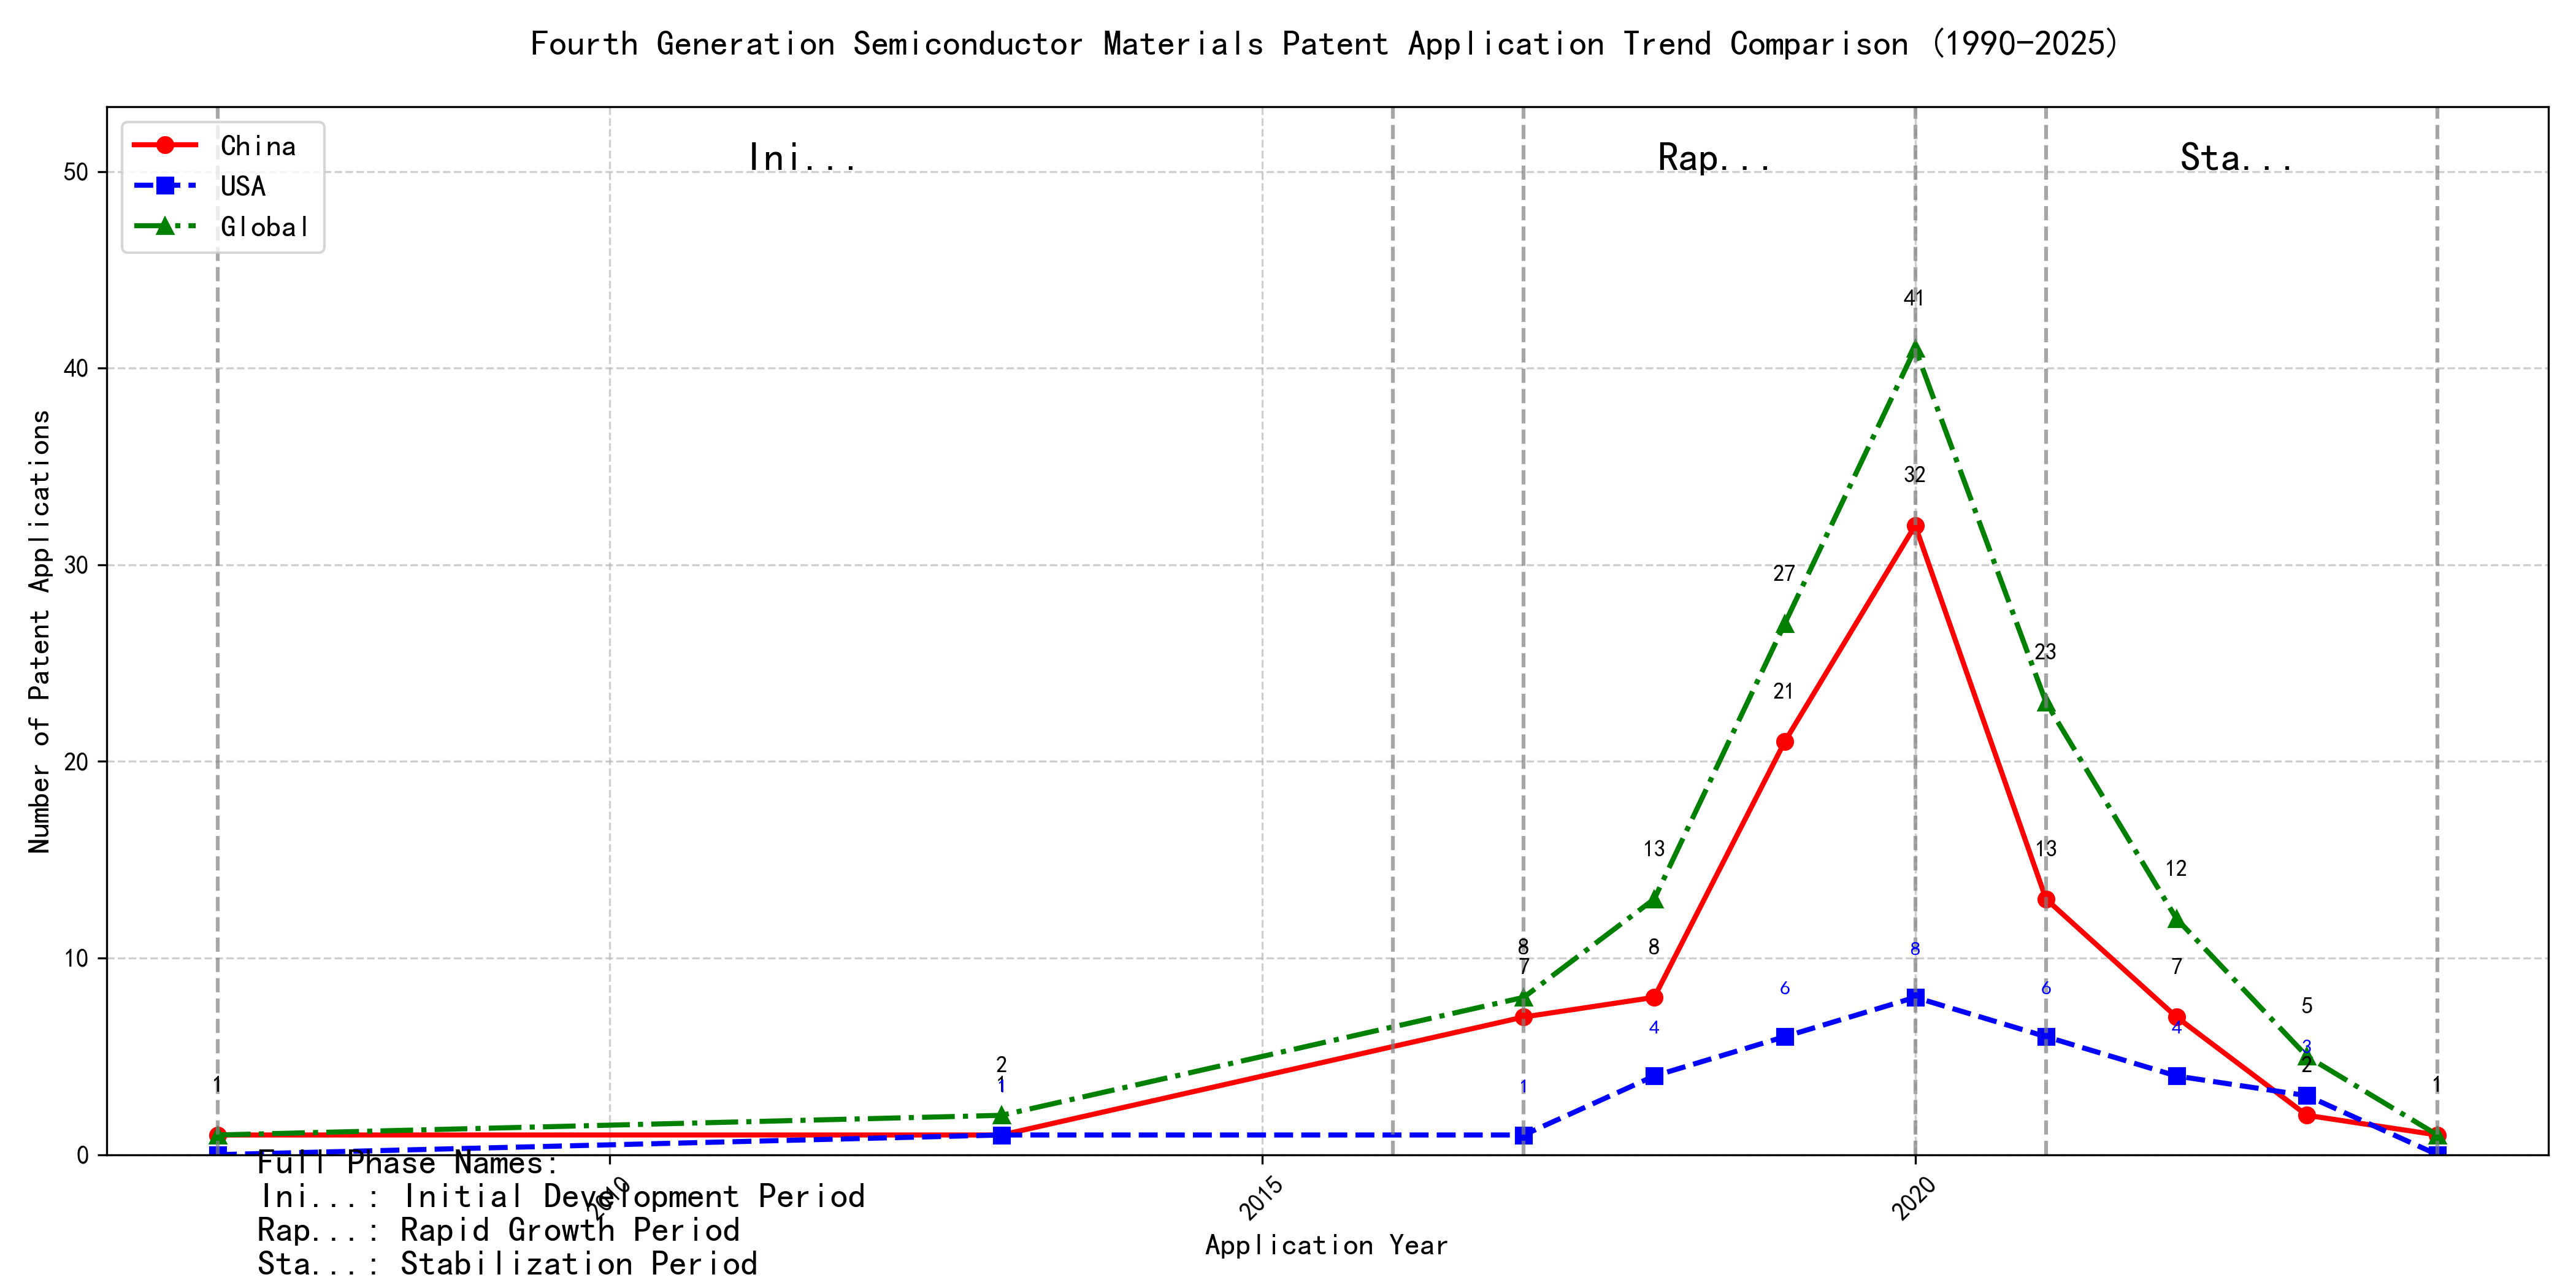 Fourth Generation Semiconductor Materials Patent Application Trend Comparison (1990-2025)
China
USA
Global
Ini...
Rap...
Sta...
Number of Patent Applications
50
40
30
20
10
0
41
32
27
21
23
13
13
12
8
7
8
8
6
6
4
7
4
5
3
2
2
1
1
1
1
1
Full Phase Names:
Ini...: Initial Development Period
Rap...: Rapid Growth Period
Sta...: Stabilization Period
2010
2015
2020
Application Year